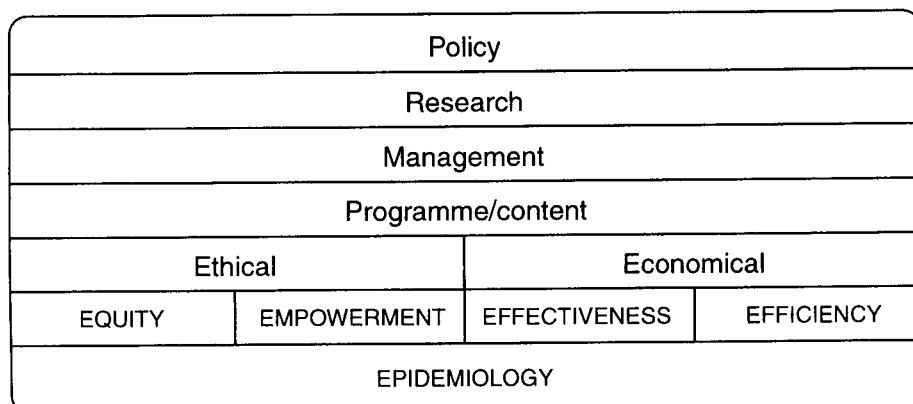 Policy
Research
Management
Programme/content
Ethical Economical
EQUITY EMPOWERMENT EFFECTIVENESS EFFICIENCY
EPIDEMIOLOGY